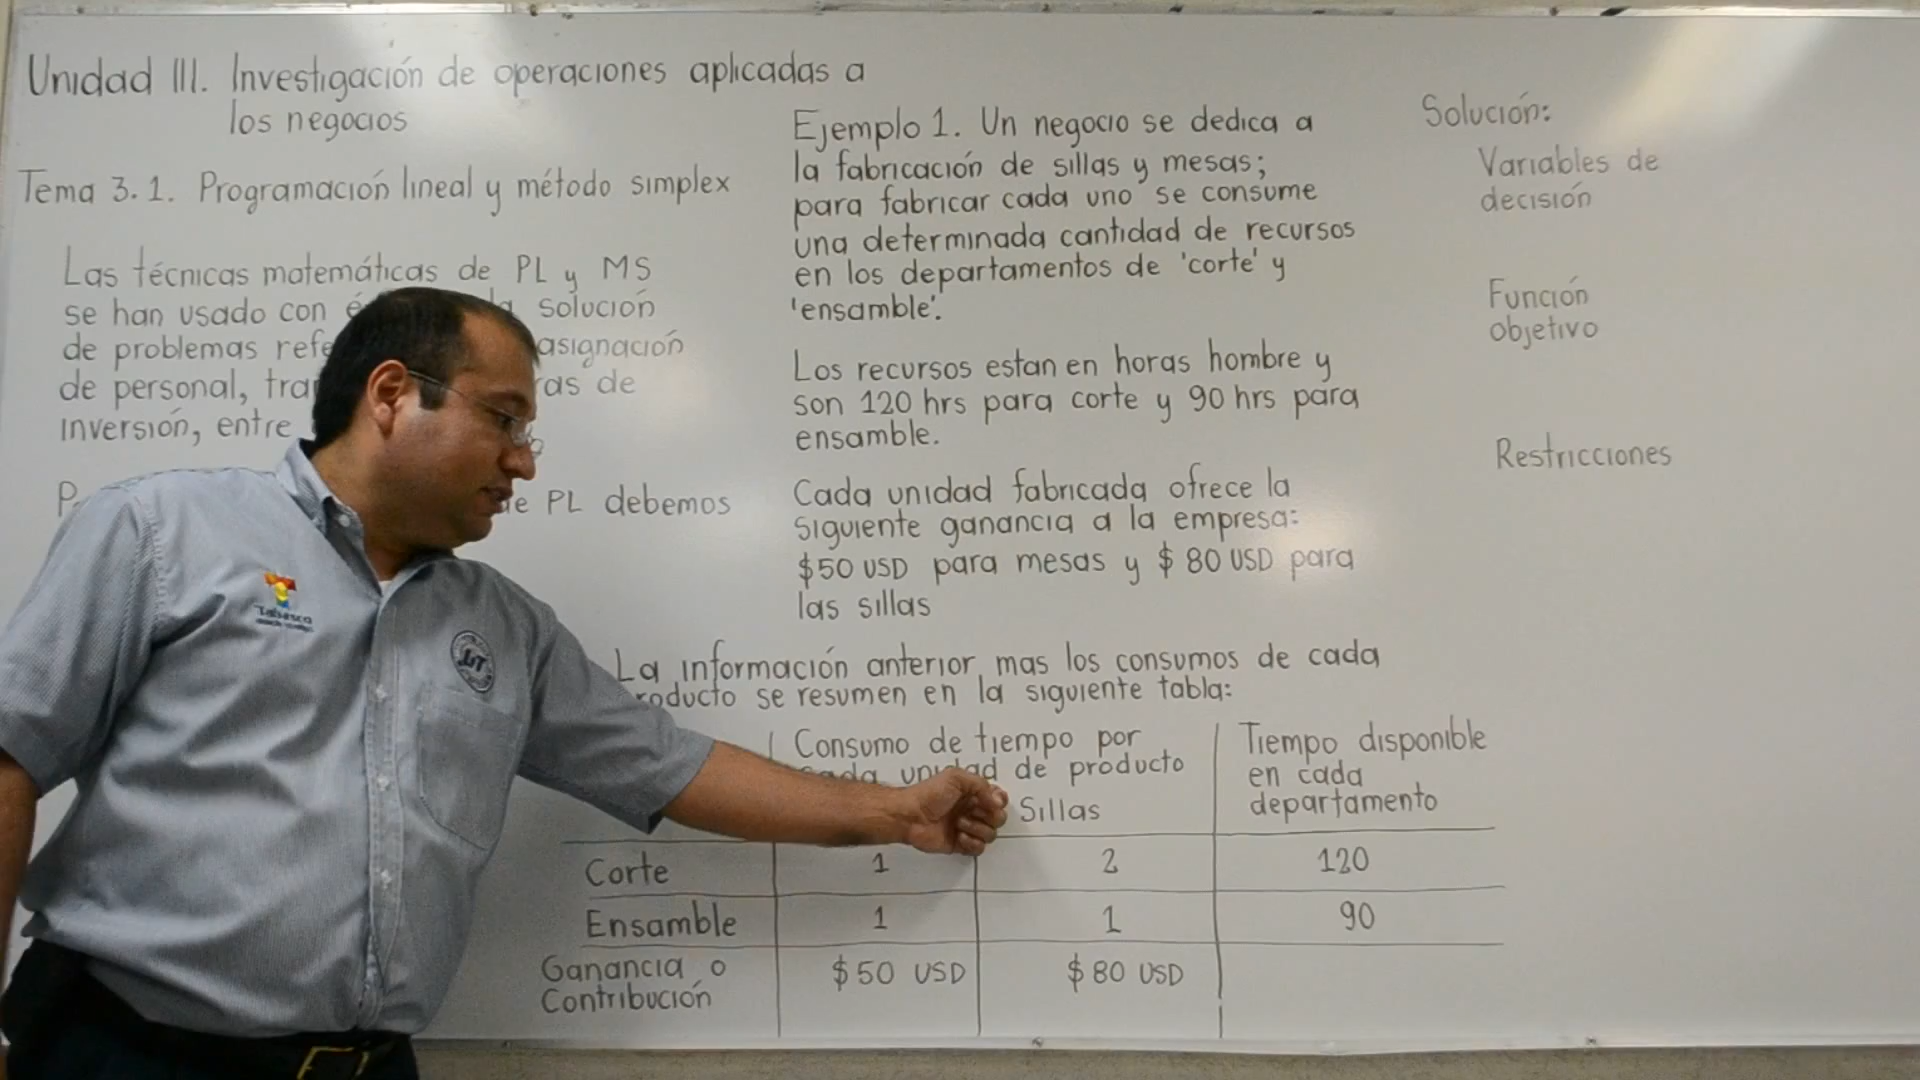 Unidad III. Investigación de operaciones aplicadas a
los negocios
Tema 3.1. Programación lineal y método simplex
Las técnicas matemáticas de PL y MS
se han usado con solución
de problemas asignación
de personal, de
inversión, entre
PL debemos
Ejemplo 1. Un negocio se dedica a
la fabricación de sillas y mesas;
para fabricar cada uno se consume
una determinada cantidad de recursos
en los departamentos de 'corte' y
'ensamble'.
Los recursos estan en horas hombre y
son 120 hrs para corte y 90 hrs para
ensamble.
Cada unidad fabricada ofrece la
siguiente ganancia a la empresa:
$50 USD para mesas y $80 USD para
las sillas
La información anterior mas los consumos de cada
producto se resumen en la siguiente tabla:
Consumo de tiempo por
cada unidad de producto
Sillas
Tiempo disponible
en cada
departamento
Corte 1 2 120
Ensamble 1 1 90
Ganancia o
Contribución
$50 USD $80 USD
Solución:
Variables de
decisión
Función
objetivo
Restricciones
Tabasco